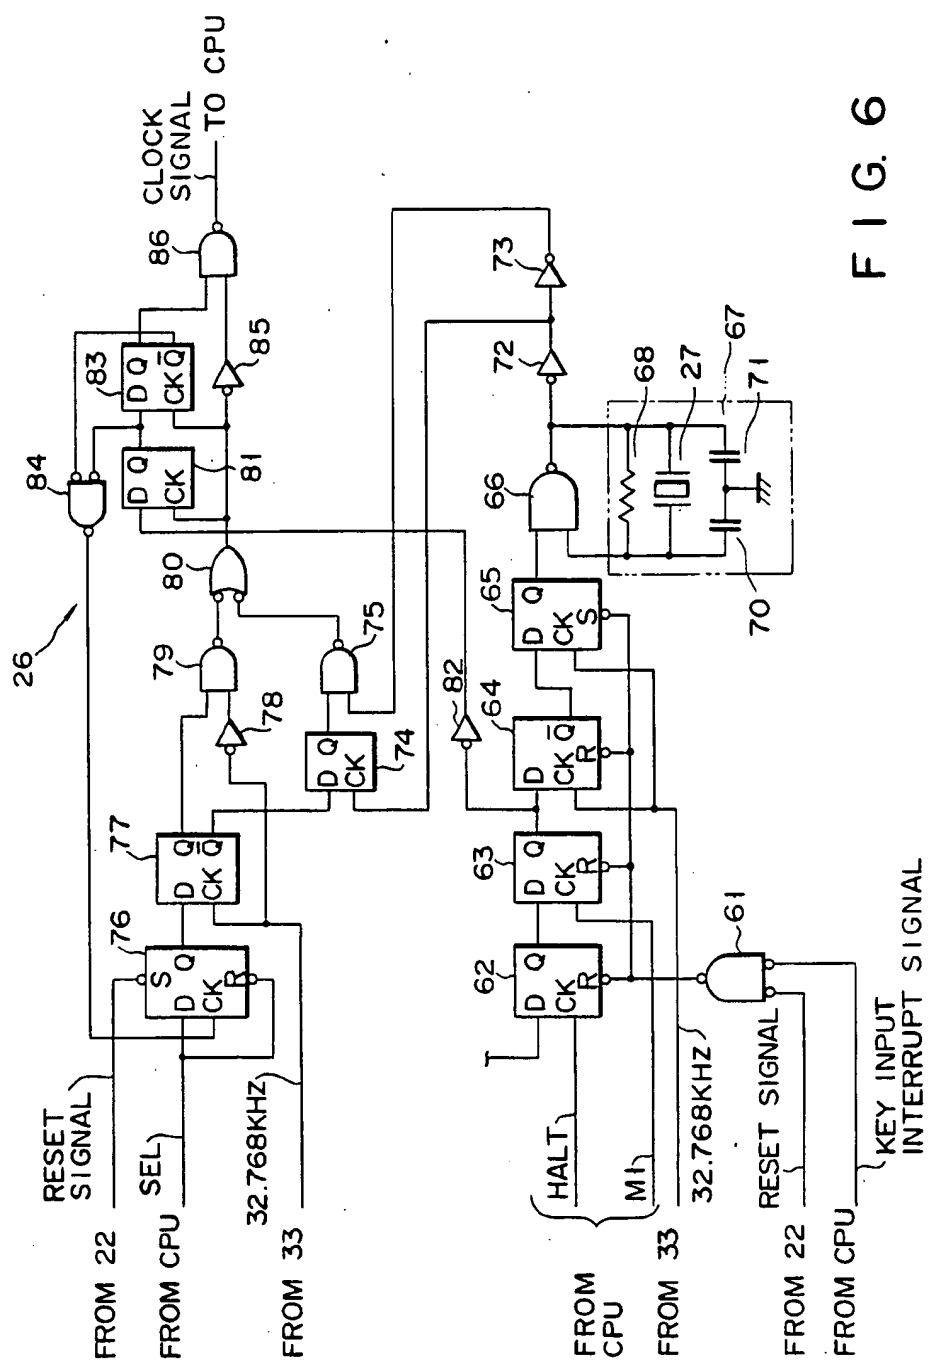 FIG. 6
26
FROM 22
RESET
SIGNAL
FROM CPU
SEL
FROM 33
32.768KHZ
76
S
D Q
CK
R
77
D Q
CK Q
78
79
80
84
81
D Q
CK
83
D Q
CK Q
85
86
CLOCK
SIGNAL
TO CPU
74
D Q
CK
75
82
72
73
FROM
CPU
HALT
M1
FROM 33
32.768KHZ
62
D Q
CK
R
63
D Q
CK
R
64
D
CK Q
R
65
D Q
CK
S
66
67
68
27
70
71
61
FROM 22
RESET SIGNAL
FROM CPU
KEY INPUT
INTERRUPT SIGNAL